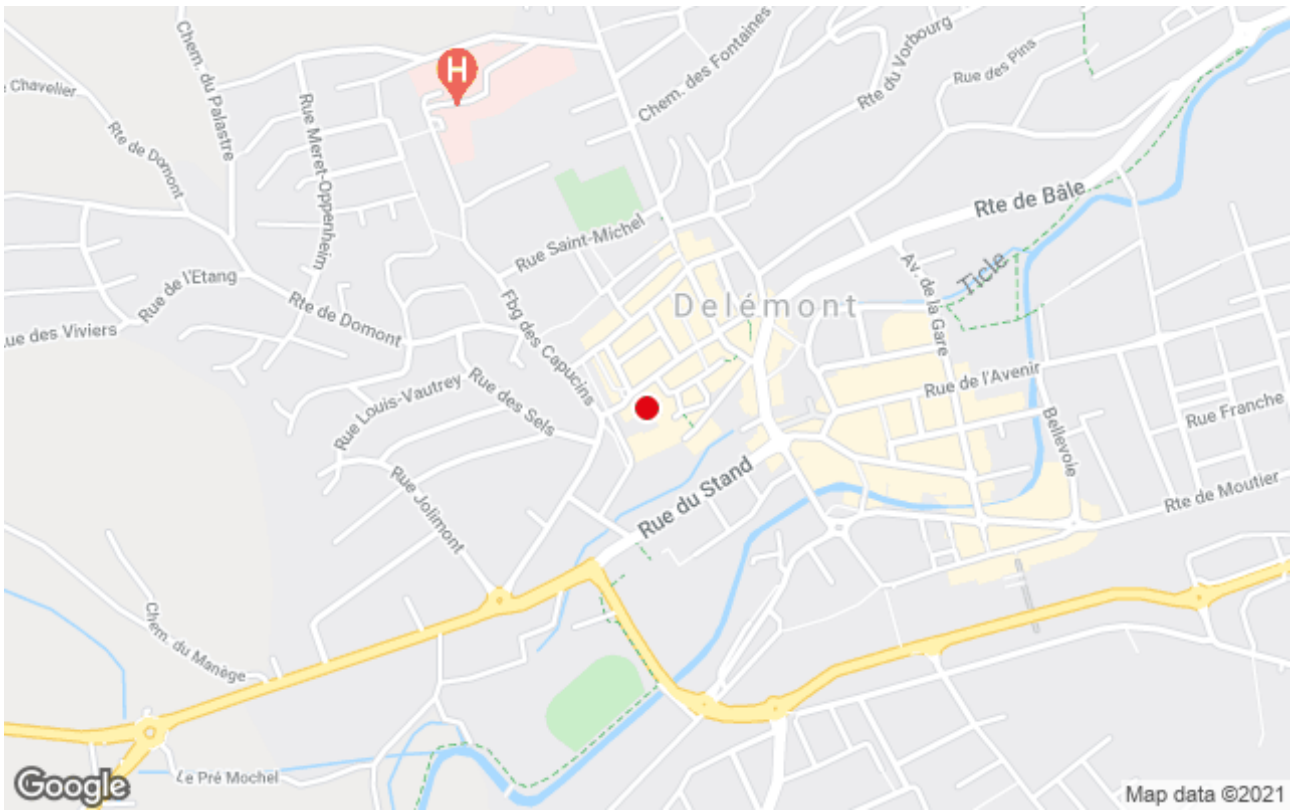 Chem. des Fontaines
Rte du Vorbourg
Rue des Pins
Chavelier
Chem. du Palastre
H
Rue Meret-Oppenheim
Rte de Domont
Rte de Bâle
Rue Saint-Michel
Ticle
Av. de la Gare
Rue de l'Etang
Fbg des Capucins
Delémont
Rte de Domont
ue des Viviers
Rue Louis-Vautrey
Rue des Sels
Rue de l'Avenir
Rue Franche
Bellevoie
Rue Jolimont
Rue du Stand
Rte de Moutier
Chem. du Manège
Le Pré Mochel
Google
Map data ©2021